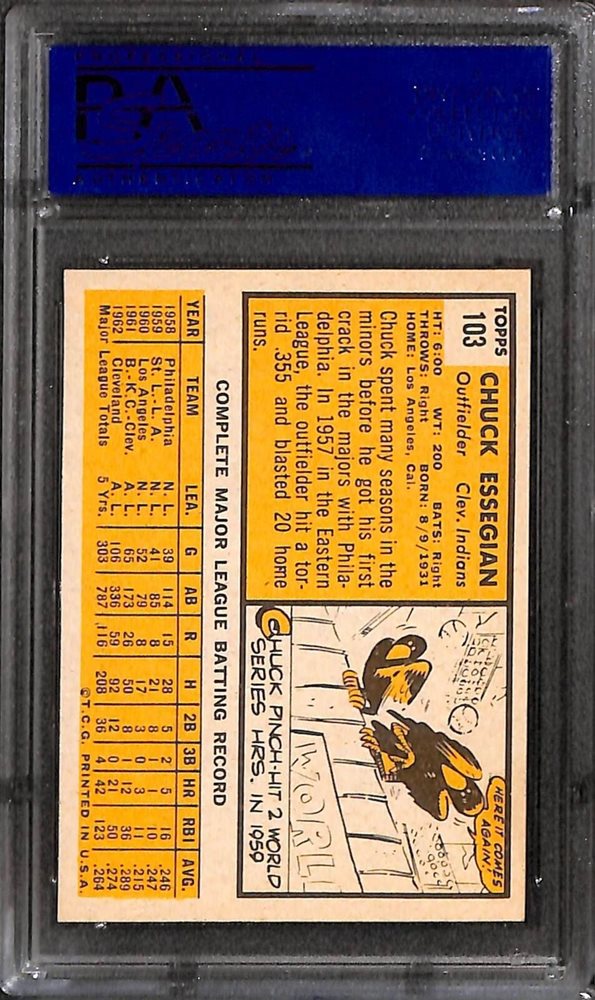 PROFESSIONAL
AUTHENTICATED
TOPPS
103
CHUCK ESSEGIAN
Outfielder Clev. Indians
HT: 6:00 WT: 200 BATS: Right
THROWS: Right BORN: 8/9/1931
HOME: Los Angeles, Cal.
Chuck spent many seasons in the
minors before he got his first
crack in the majors with Phila-
delphia. In 1957 in the Eastern
League, the outfielder hit a tor-
rid .355 and blasted 20 home
runs.
HERE IT COMES
AGAIN!
WORL
CHUCK PINCH-HIT 2 WORLD
SERIES HRS. IN 1959
COMPLETE MAJOR LEAGUE BATTING RECORD
YEAR TEAM LEA. G AB R H 2B 3B HR RBI AVG.
1958 Philadelphia N. L. 39 114 15 28 5 2 5 16 .246
1959 St. L.-L. A. N. L. 41 85 8 21 8 1 1 10 .247
1960 Los Angeles N. L. 52 79 8 17 3 0 3 11 .215
1961 B.-K.C.-Clev. A. L. 65 173 26 50 8 1 12 36 .289
1962 Cleveland A. L. 106 336 59 92 12 0 21 50 .274
Major League Totals 5 Yrs. 303 787 116 208 36 4 42 123 .264
©T.C.G. PRINTED IN U.S.A.